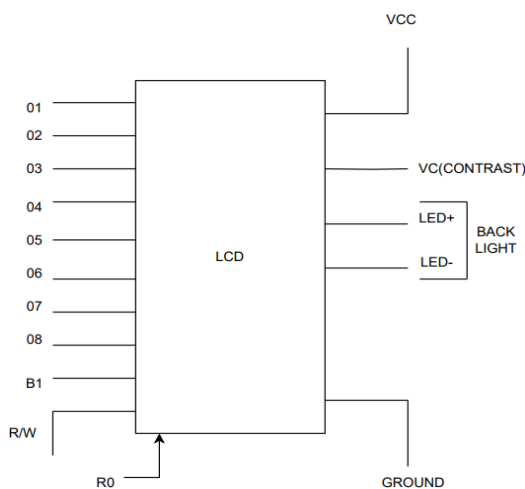 VCC
01
02
03
04
05
06
07
08
B1
R/W
R0
LCD
VC(CONTRAST)
LED+
LED-
BACK
LIGHT
GROUND